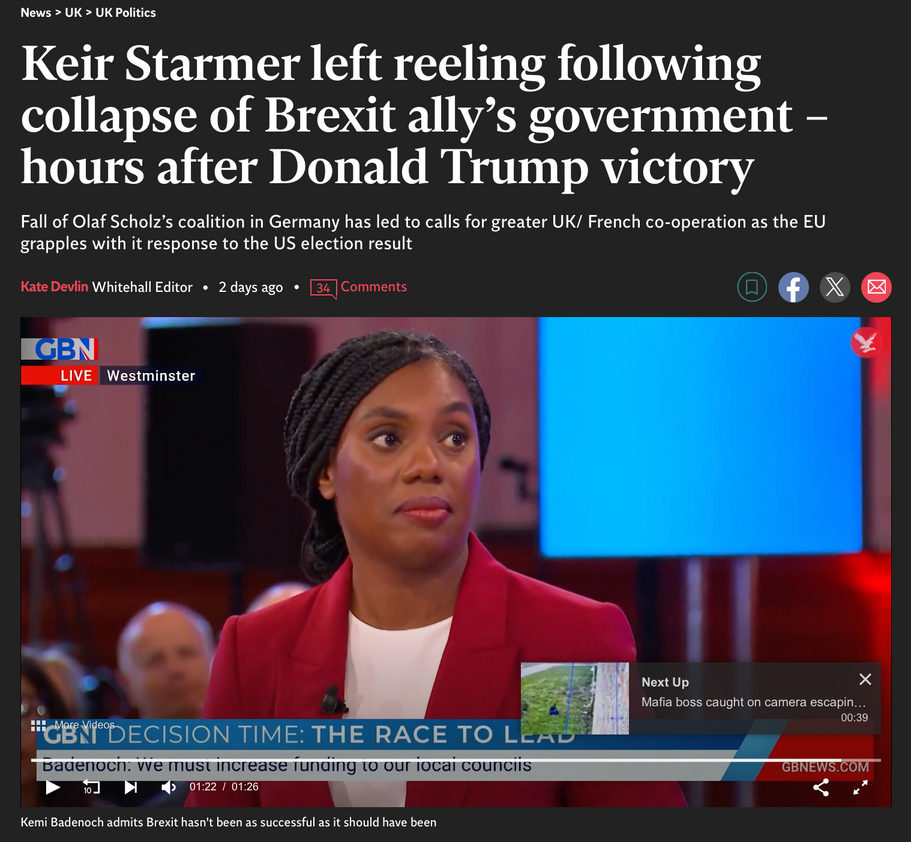 News > UK > UK Politics
Keir Starmer left reeling following
collapse of Brexit ally's government –
hours after Donald Trump victory
Fall of Olaf Scholz's coalition in Germany has led to calls for greater UK/ French co-operation as the EU
grapples with it response to the US election result
Kate Devlin Whitehall Editor • 2 days ago • 34 Comments
GBN
LIVE Westminster
Next Up
Mafia boss caught on camera escapin...
00:39
More Videos
GBN DECISION TIME: THE RACE TO LEAD
Badenoch: We must increase funding to our local councils
GBNEWS.COM
10 01:22 / 01:26
Kemi Badenoch admits Brexit hasn't been as successful as it should have been